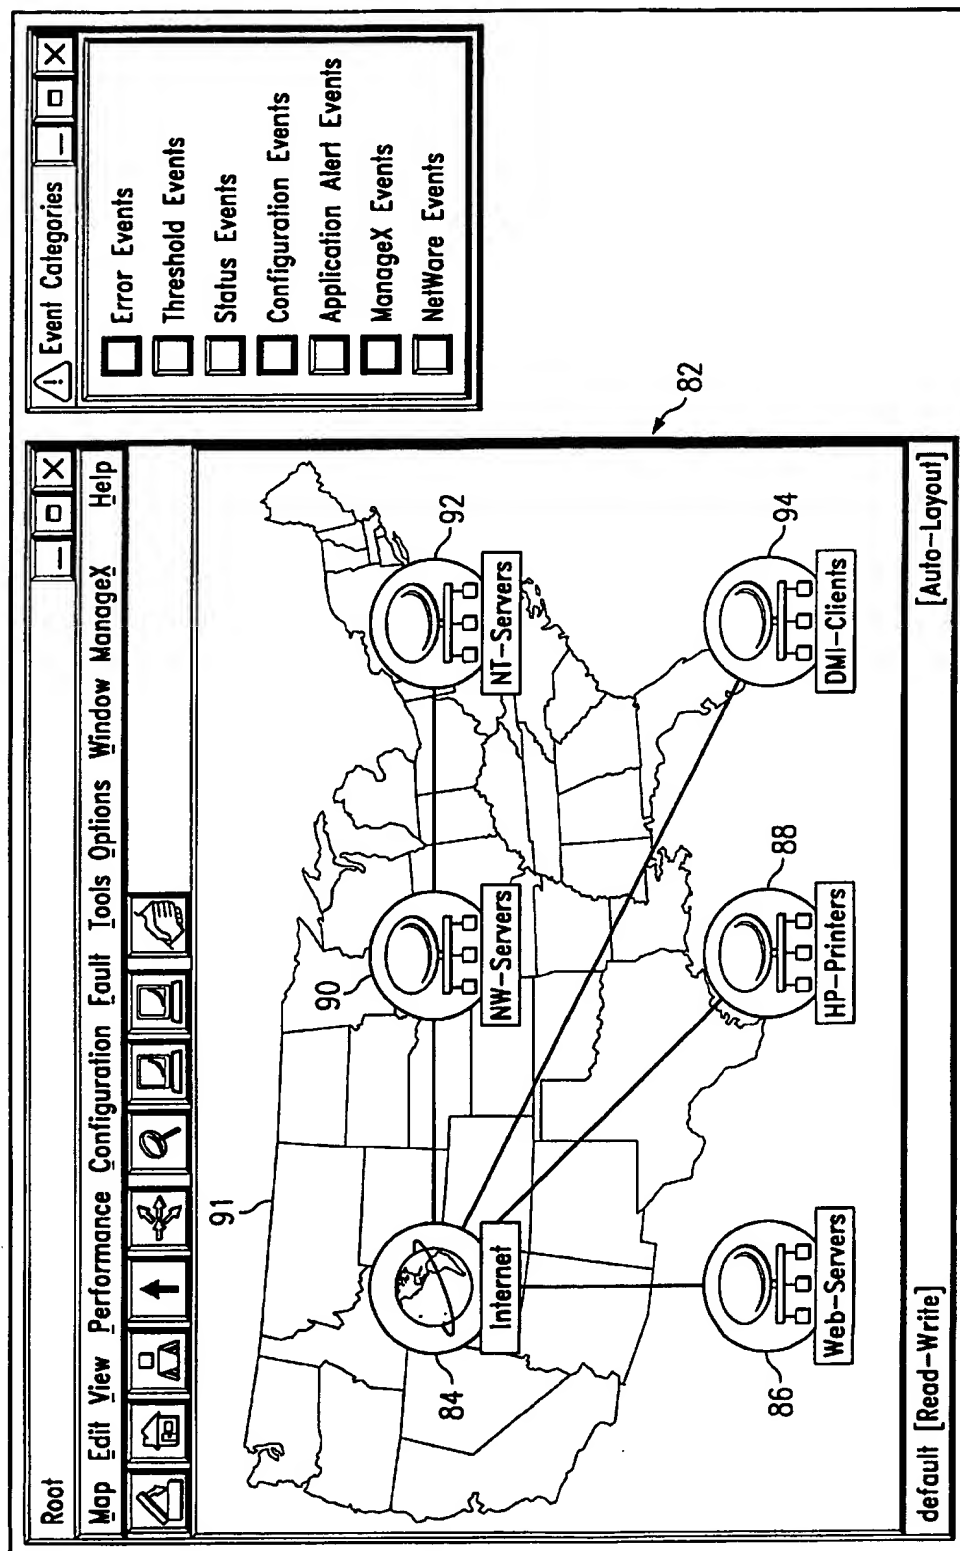 Root
Map Edit View Performance Configuration Fault Tools Options Window ManageX Help
91
84
Internet
90
NW-Servers
92
NT-Servers
86
Web-Servers
88
HP-Printers
94
DMI-Clients
82
default [Read-Write] [Auto-Layout]
Event Categories
Error Events
Threshold Events
Status Events
Configuration Events
Application Alert Events
ManageX Events
NetWare Events